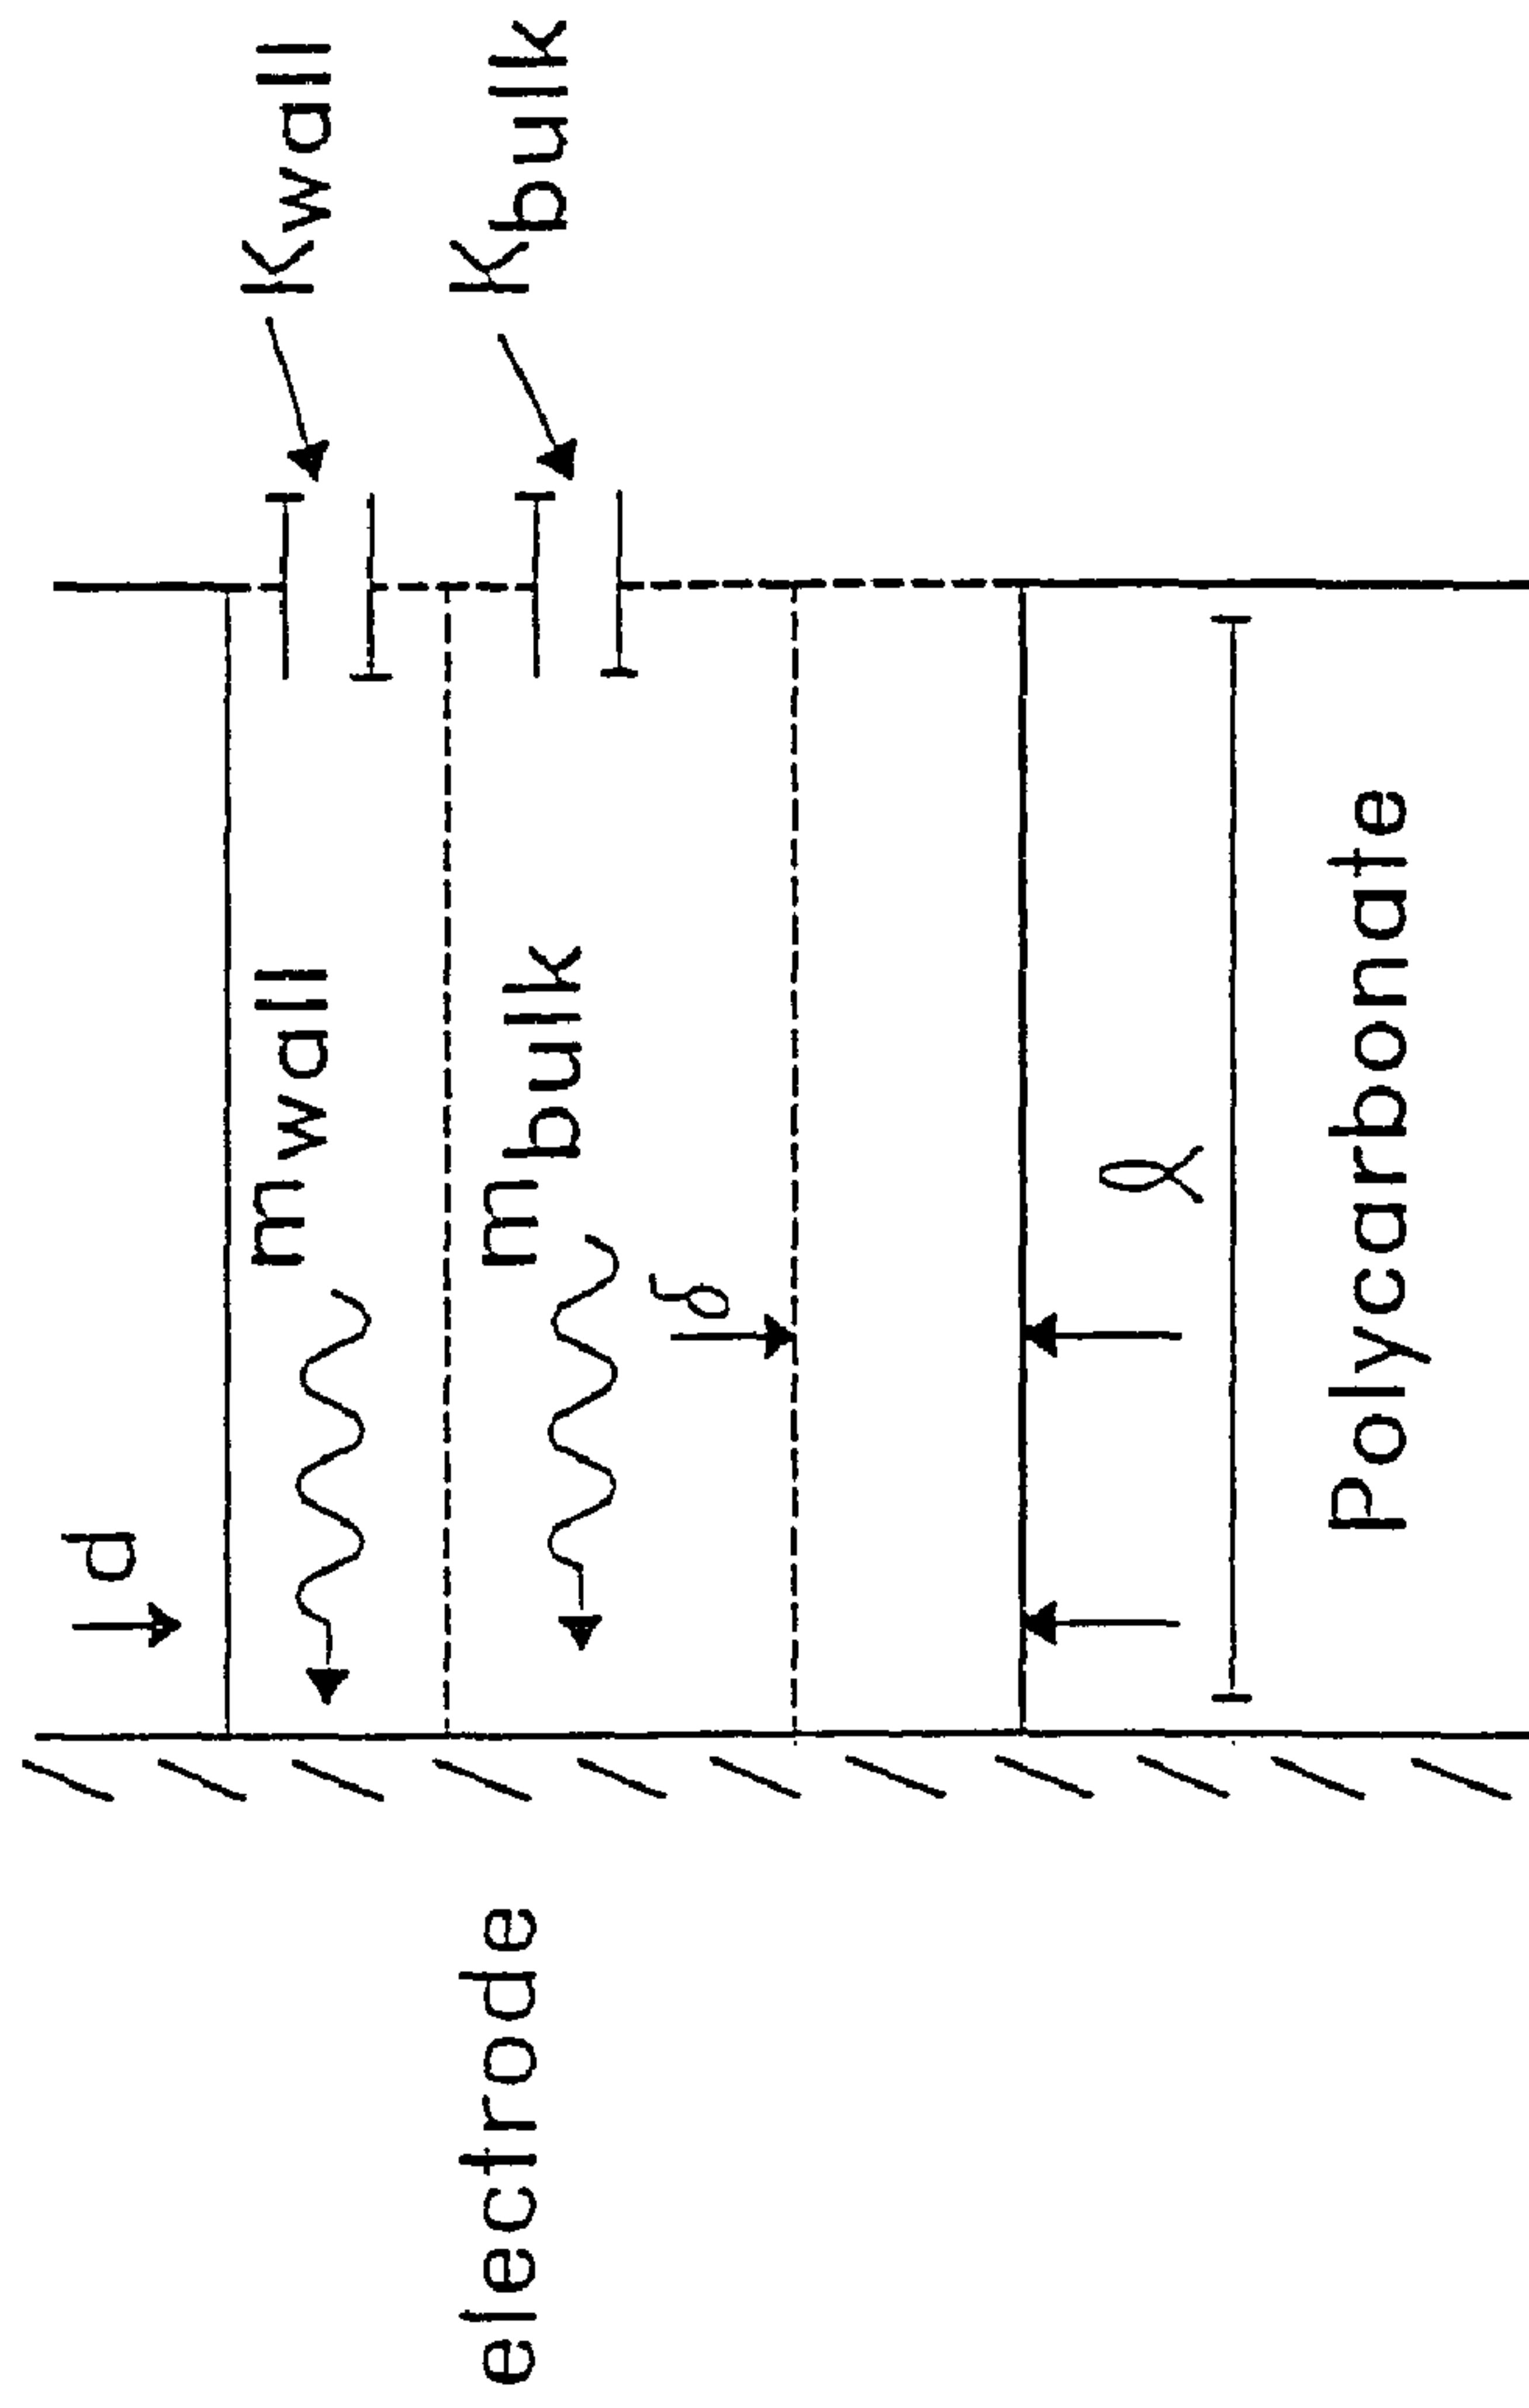 Kwall
Kbulk
mwall
mbulk
δ
d
ℓ
Polycarbonate
electrode